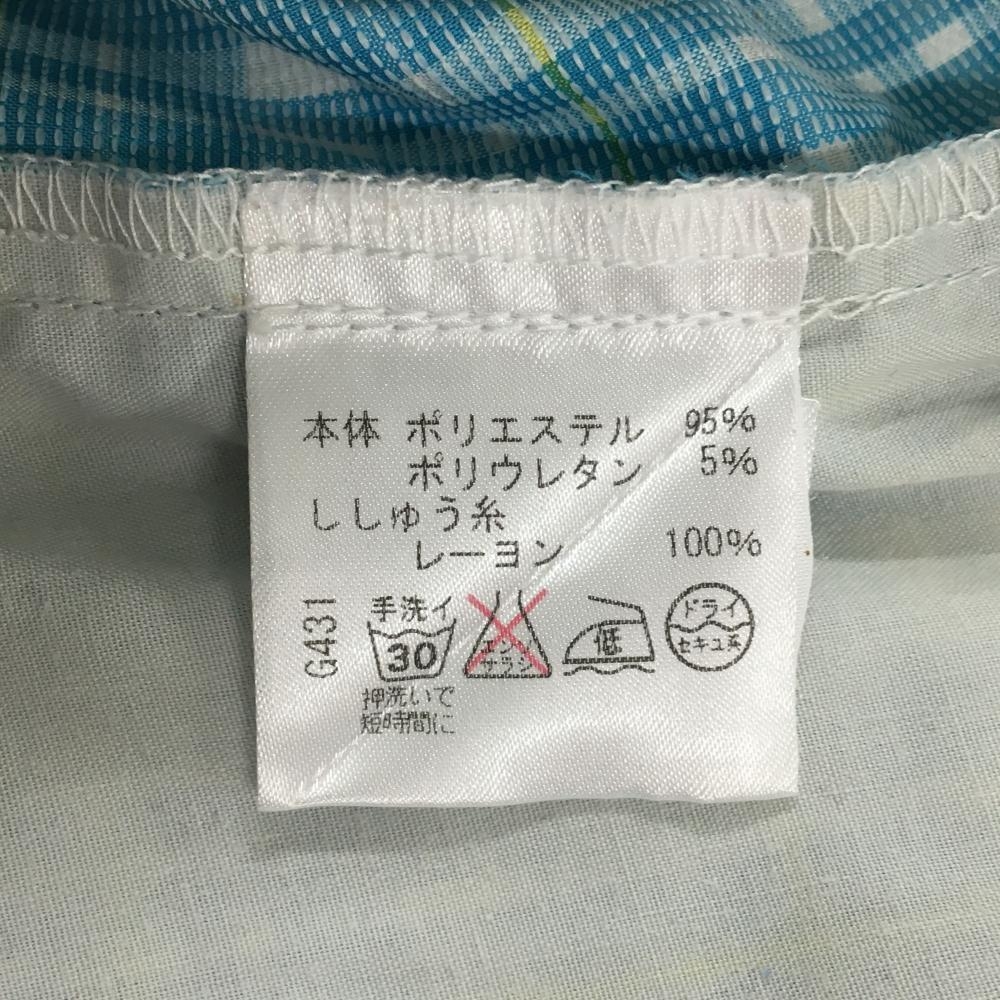 本体 ポリエステル 95%
ポリウレタン 5%
ししゅう糸
レーヨン 100%
G431
手洗イ
30
押洗いで
短時間に
エンソ
サラシ
低
ドライ
セキユ系